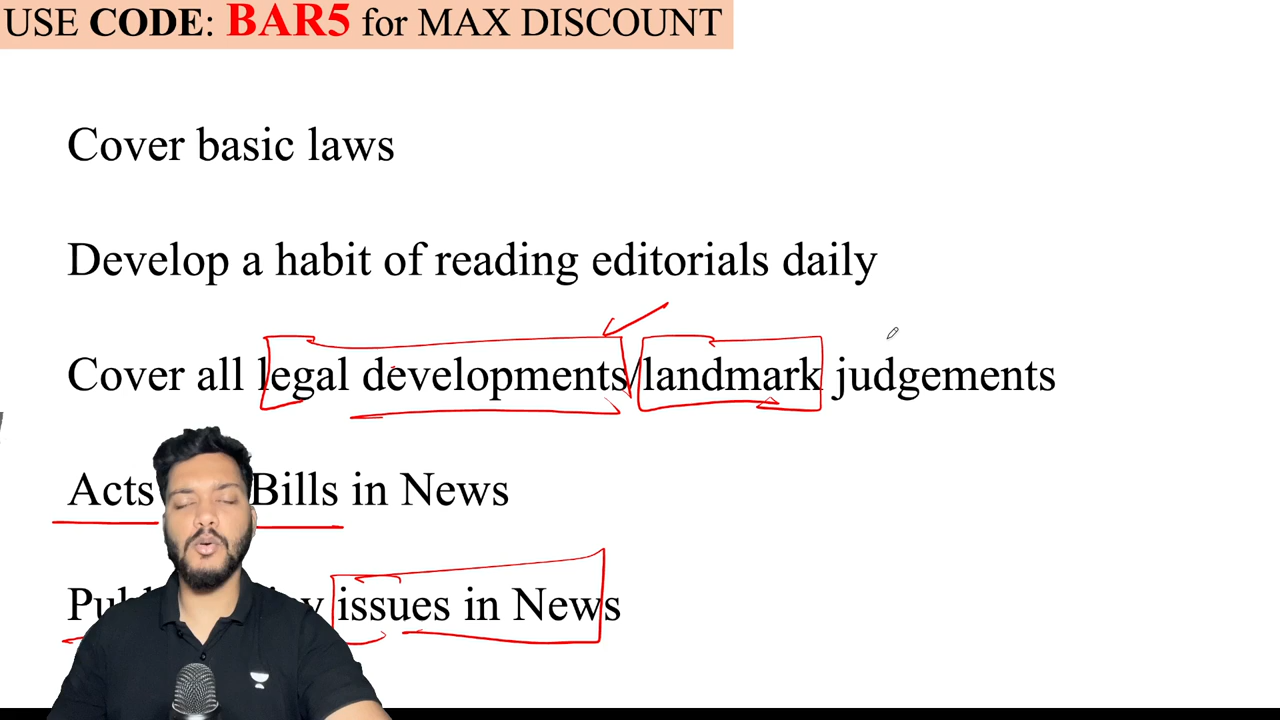 USE CODE: BAR5 for MAX DISCOUNT
Cover basic laws
Develop a habit of reading editorials daily
Cover all legal developments/landmark judgements
Acts Bills in News
issues in News